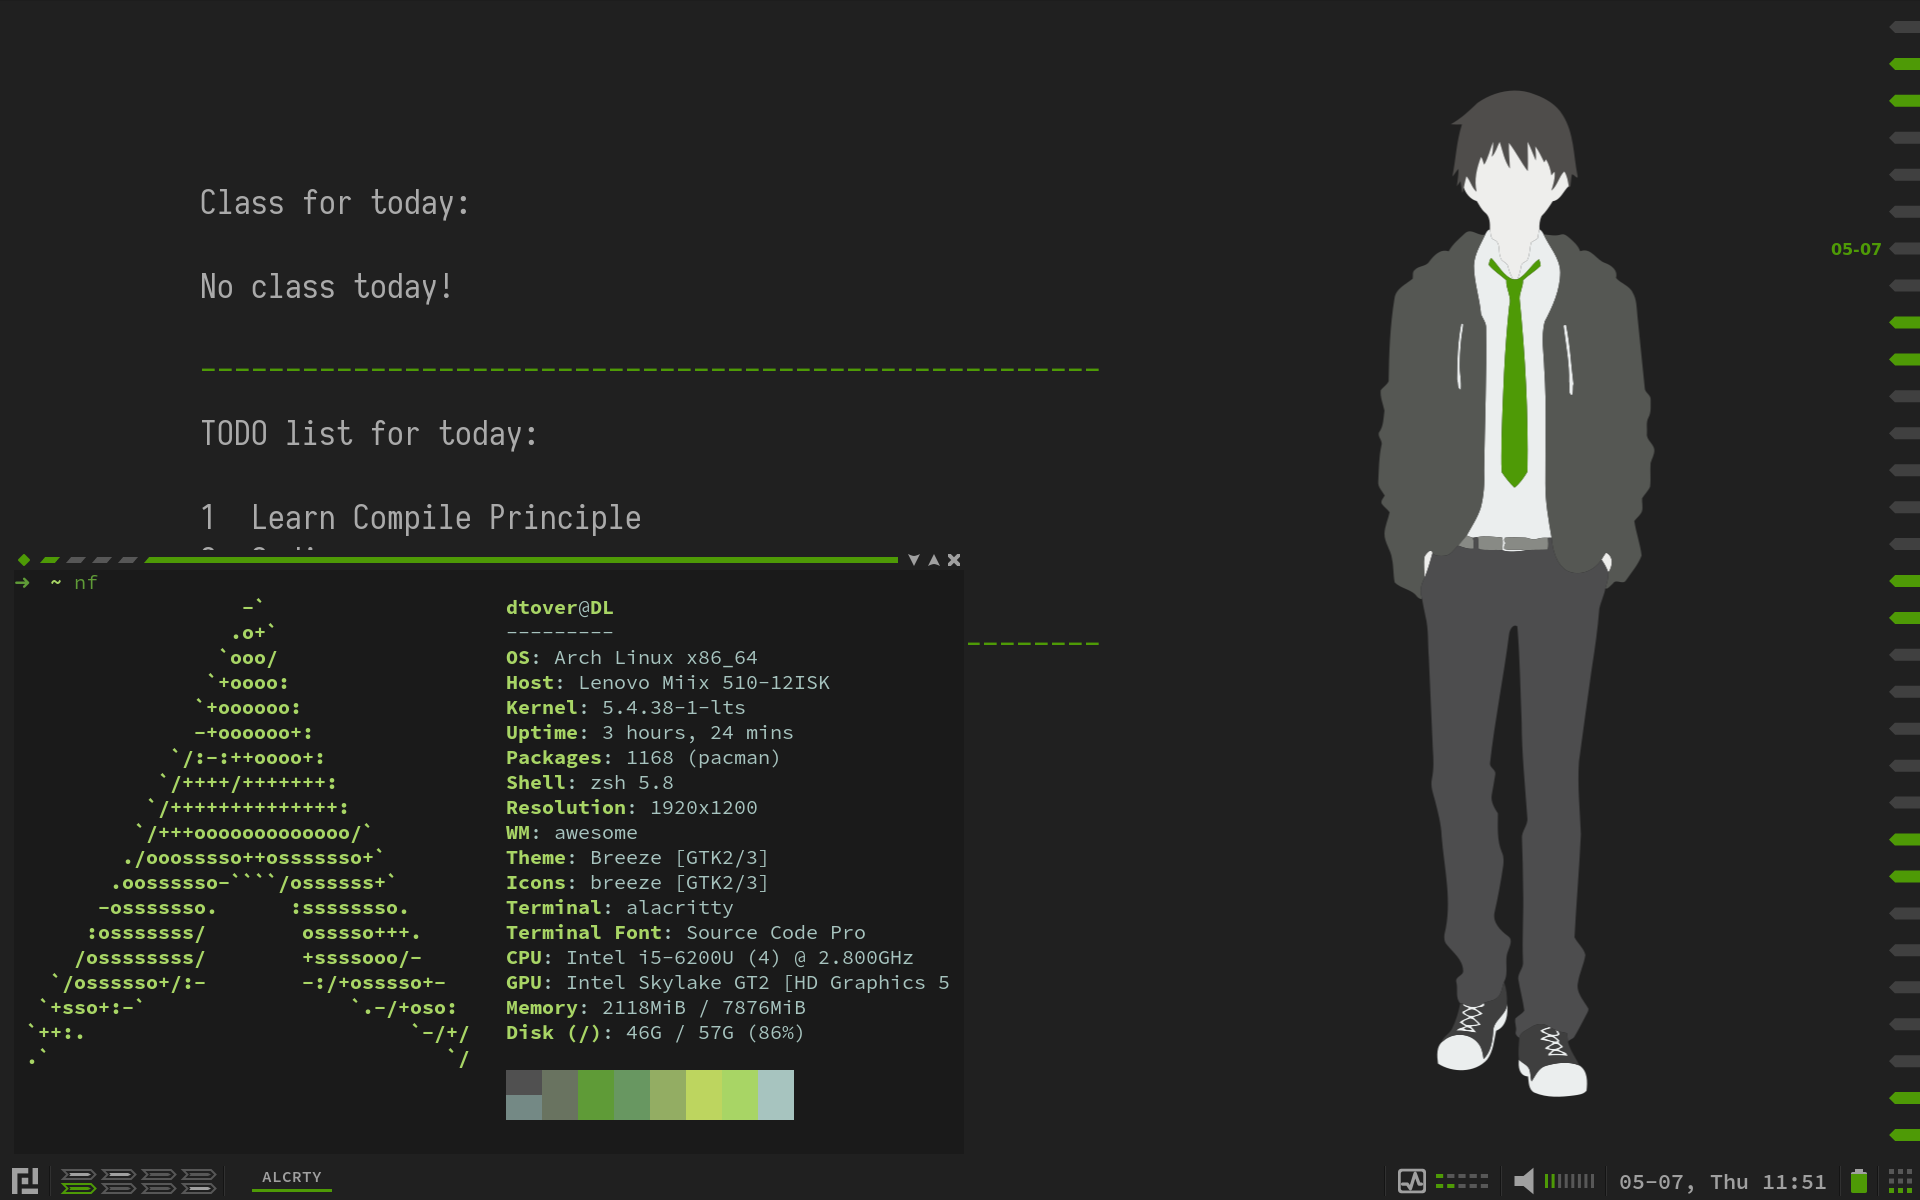 Class for today:
No class today!
05-07
TODO list for today:
1  Learn Compile Principle
➜  ~ nf
                   -`
                  .o+`
                 `ooo/
                `+oooo:
               `+oooooo:
               -+oooooo+:
             `/:-:++oooo+:
            `/++++/+++++++:
           `/++++++++++++++:
          `/+++ooooooooooooo/`
         ./ooosssso++osssssso+`
        .oossssso-````/ossssss+`
       -osssssso.      :ssssssso.
      :osssssss/        osssso+++.
     /ossssssss/        +ssssooo/-
   `/ossssso+/:-        -:/+osssso+-
  `+sso+:-`                 `.-/+oso:
 `++:.                           `-/+/
 .`                                 `/
dtover@DL
---------
OS: Arch Linux x86_64
Host: Lenovo Miix 510-12ISK
Kernel: 5.4.38-1-lts
Uptime: 3 hours, 24 mins
Packages: 1168 (pacman)
Shell: zsh 5.8
Resolution: 1920x1200
WM: awesome
Theme: Breeze [GTK2/3]
Icons: breeze [GTK2/3]
Terminal: alacritty
Terminal Font: Source Code Pro
CPU: Intel i5-6200U (4) @ 2.800GHz
GPU: Intel Skylake GT2 [HD Graphics 5
Memory: 2118MiB / 7876MiB
Disk (/): 46G / 57G (86%)
ALCRTY
05-07, Thu 11:51